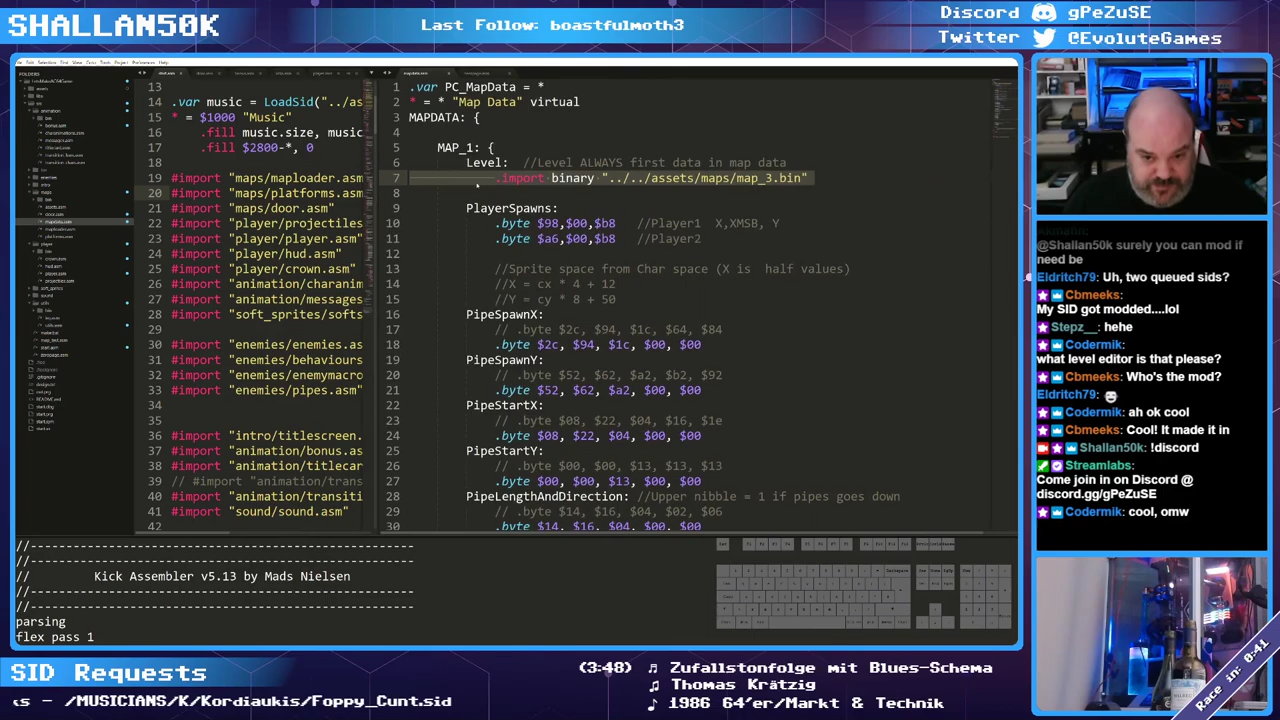 SHALLAN50K
Last Follow: boastfulmoth3
Discord gPeZuSE
Twitter @EvoluteGames
FOLDERS
13
14 .var music = LoadSid("../as
15 * = $1000 "Music"
16 .fill music.size, music
17 .fill $2800-*, 0
18
19 #import "maps/maploader.asm
20 #import "maps/platforms.asm
21 #import "maps/door.asm"
22 #import "player/projectiles
23 #import "player/player.asm"
24 #import "player/hud.asm"
25 #import "player/crown.asm"
26 #import "animation/charanim
27 #import "animation/messages
28 #import "soft_sprites/softs
29
30 #import "enemies/enemies.as
31 #import "enemies/behaviours
32 #import "enemies/enemymacro
33 #import "enemies/pipes.asm"
34
35
36 #import "intro/titlescreen.
37 #import "animation/bonus.as
38 #import "animation/titlecar
39 // #import "animation/trans
40 #import "animation/transiti
41 #import "sound/sound.asm"
42
1 .var PC_MapData = *
2 * = * "Map Data" virtual
3 MAPDATA: {
4
5 MAP_1: {
6 Level: //Level ALWAYS first data in map data
7 .import binary "../../assets/maps/map_3.bin"
8
9 PlayerSpawns:
10 .byte $98,$00,$b8 //Player1 X,XMSB, Y
11 .byte $a6,$00,$b8 //Player2
12
13 //Sprite space from Char space (X is half values)
14 //X = cx * 4 + 12
15 //Y = cy * 8 + 50
16 PipeSpawnX:
17 // .byte $2c, $94, $1c, $64, $84
18 .byte $2c, $94, $1c, $00, $00
19 PipeSpawnY:
20 // .byte $52, $62, $a2, $b2, $92
21 .byte $52, $62, $a2, $00, $00
22 PipeStartX:
23 // .byte $08, $22, $04, $16, $1e
24 .byte $08, $22, $04, $00, $00
25 PipeStartY:
26 // .byte $00, $00, $13, $13, $13
27 .byte $00, $00, $13, $00, $00
28 PipeLengthAndDirection: //Upper nibble = 1 if pipes goes down
29 // .byte $14, $16, $04, $02, $06
30 .byte $14, $16, $04, $00, $00
//--------------------------------------------------
//--------------------------------------------------
// Kick Assembler v5.13 by Mads Nielsen
//--------------------------------------------------
//--------------------------------------------------
parsing
flex pass 1
@Shallan50k surely you can mod if
need be
Eldritch79: Uh, two queued sids?
Cbmeeks:
My SID got modded....lol
Stepz__: hehe
Codermik:
what level editor is that please?
Cbmeeks: Who's the mod?
Eldritch79:
Codermik: ah ok cool
Cbmeeks: Cool! It made it in
Shallan50k: !discord
Streamlabs:
Come join in on Discord @
discord.gg/gPeZuSE
Codermik: cool, omw
Race in: 0:41
SID Requests
(3:48) ♫ Zufallstonfolge mit Blues-Schema
♫ Thomas Krätzig
♪ 1986 64'er/Markt & Technik
cs - /MUSICIANS/K/Kordiaukis/Foppy_Cunt.sid